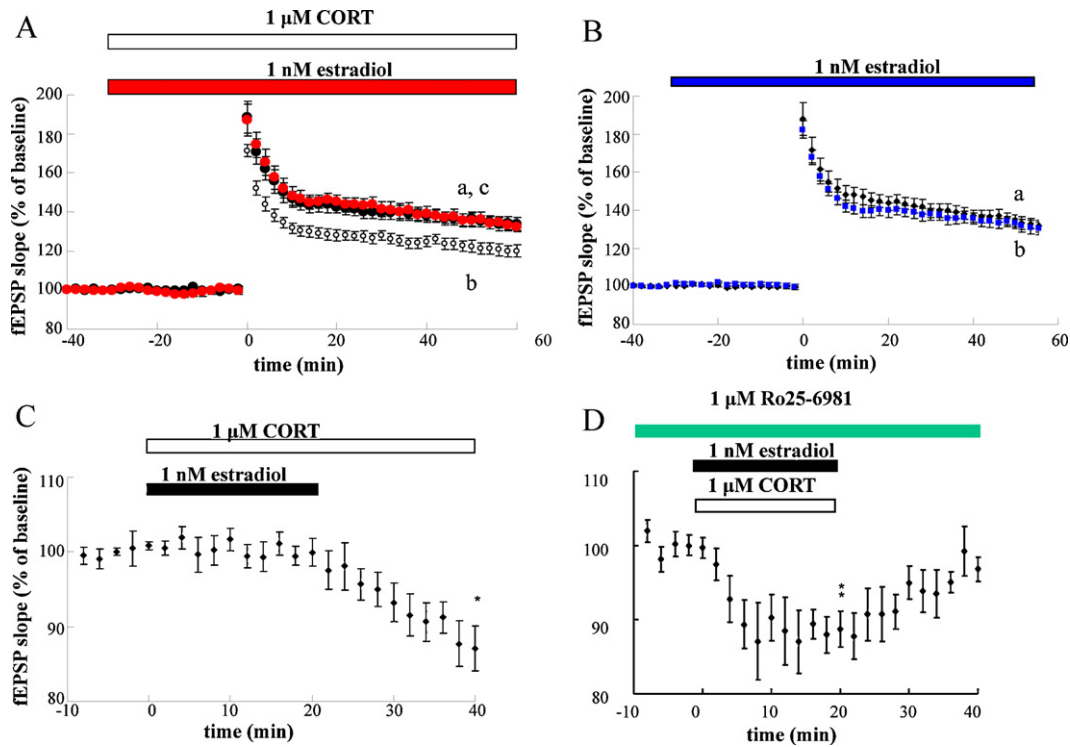 A
1 μM CORT
1 nM estradiol
fEPSP slope (% of baseline)
200
180
160
140
120
100
80
a, c
b
-40 -20 0 20 40 60
time (min)
B
1 nM estradiol
fEPSP slope (% of baseline)
200
180
160
140
120
100
80
a
b
-40 -20 0 20 40 60
time (min)
C
1 μM CORT
1 nM estradiol
fEPSP slope (% of baseline)
110
100
90
80
*
-10 0 10 20 30 40
time (min)
D
1 μM Ro25-6981
1 nM estradiol
1 μM CORT
110
100
90
80
**
-10 0 10 20 30 40
time (min)